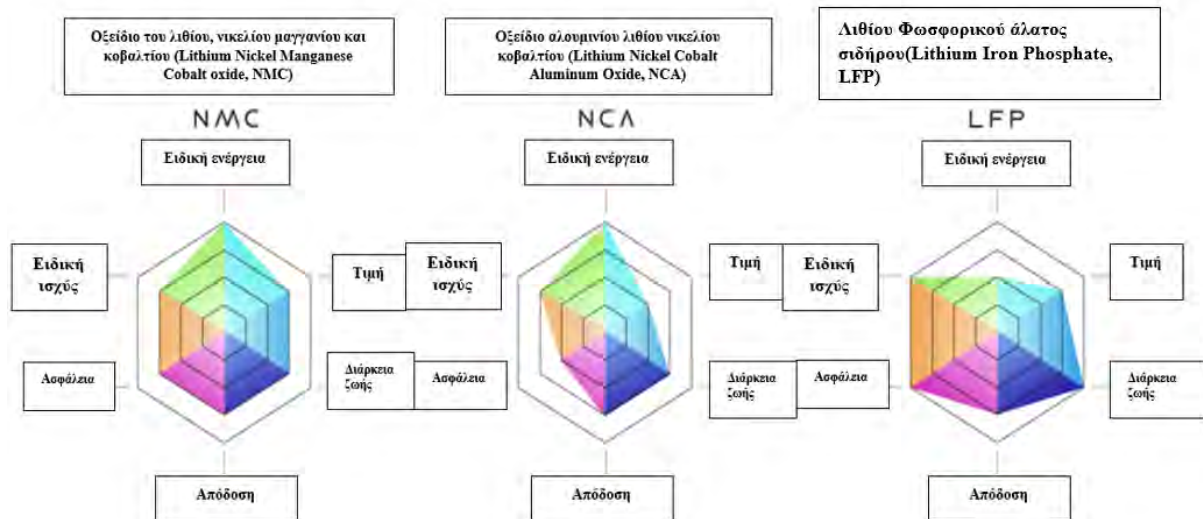 Οξείδιο του λιθίου, νικελίου μαγγανίου και
κοβαλτίου (Lithium Nickel Manganese
Cobalt oxide, NMC)
Οξείδιο αλουμινίου λιθίου νικελίου
κοβαλτίου (Lithium Nickel Cobalt
Aluminum Oxide, NCA)
Λιθίου Φωσφορικού άλατος
σιδήρου(Lithium Iron Phosphate,
LFP)
NMC
NCA
LFP
Ειδική ενέργεια
Ειδική ενέργεια
Ειδική ενέργεια
Ειδική
ισχύς
Τιμή
Ειδική
ισχύς
Τιμή
Ειδική
ισχύς
Τιμή
Ασφάλεια
Διάρκεια
ζωής
Ασφάλεια
Διάρκεια
ζωής
Ασφάλεια
Διάρκεια
ζωής
Απόδοση
Απόδοση
Απόδοση